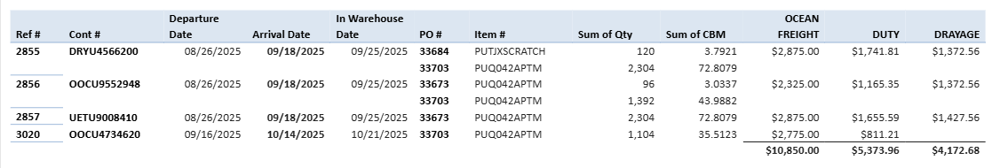 Departure In Warehouse OCEAN
Ref # Cont # Date Arrival Date Date PO # Item # Sum of Qty Sum of CBM FREIGHT DUTY DRAYAGE
2855 DRYU4566200 08/26/2025 09/18/2025 09/25/2025 33684 PUTJXSCRATCH 120 3.7921 $2,875.00 $1,741.81 $1,372.56
33703 PUQ042APTM 2,304 72.8079
2856 OOCU9552948 08/26/2025 09/18/2025 09/25/2025 33673 PUQ042APTM 96 3.0337 $2,325.00 $1,165.35 $1,372.56
33703 PUQ042APTM 1,392 43.9882
2857 UETU9008410 08/26/2025 09/18/2025 09/25/2025 33673 PUQ042APTM 2,304 72.8079 $2,875.00 $1,655.59 $1,427.56
3020 OOCU4734620 09/16/2025 10/14/2025 10/21/2025 33703 PUQ042APTM 1,104 35.5123 $2,775.00 $811.21
$10,850.00 $5,373.96 $4,172.68